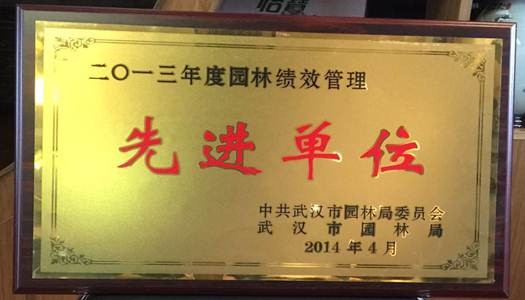 二〇一三年度园林绩效管理
先进单位
中共武汉市园林局委员会
武汉市园林局
2014年4月